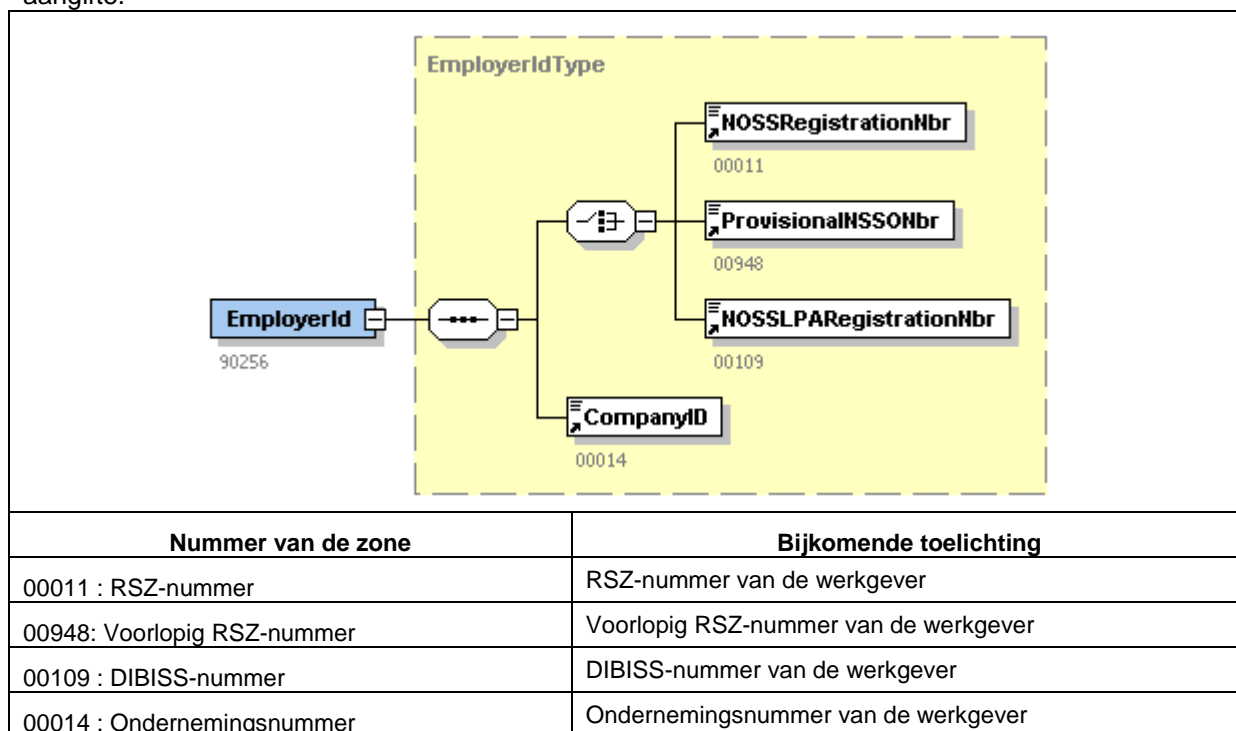 aangifte.
EmployerIdType
NOSSRegistrationNbr
00011
ProvisionalNSSONbr
00948
EmployerId
90256
NOSSLPARegistrationNbr
00109
CompanyID
00014
Nummer van de zone
Bijkomende toelichting
00011 : RSZ-nummer
RSZ-nummer van de werkgever
00948: Voorlopig RSZ-nummer
Voorlopig RSZ-nummer van de werkgever
00109 : DIBISS-nummer
DIBISS-nummer van de werkgever
00014 : Ondernemingsnummer
Ondernemingsnummer van de werkgever